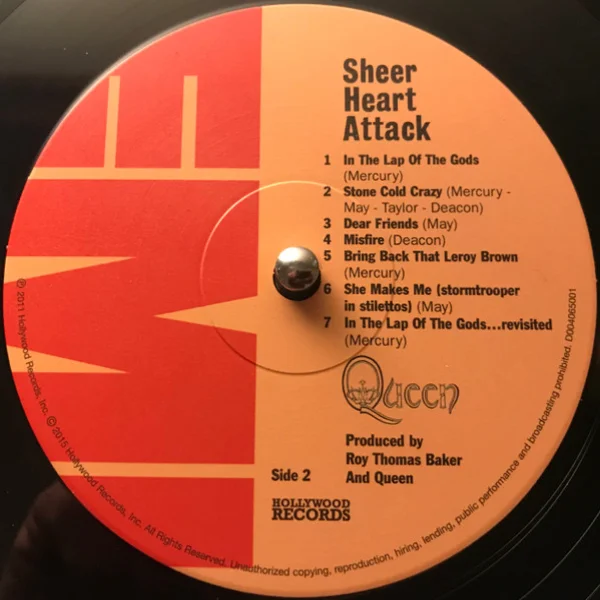 EMI
Sheer
Heart
Attack
1 In The Lap Of The Gods
(Mercury)
2 Stone Cold Crazy (Mercury -
May - Taylor - Deacon)
3 Dear Friends (May)
4 Misfire (Deacon)
5 Bring Back That Leroy Brown
(Mercury)
6 She Makes Me (stormtrooper
in stilettos) (May)
7 In The Lap Of The Gods...revisited
(Mercury)
Queen
Produced by
Roy Thomas Baker
And Queen
Side 2
HOLLYWOOD
RECORDS
℗ 2011 Hollywood Records, Inc. © 2015 Hollywood Records, Inc. All Rights Reserved. Unauthorized copying, reproduction, hiring, lending, public performance and broadcasting prohibited. D004065001